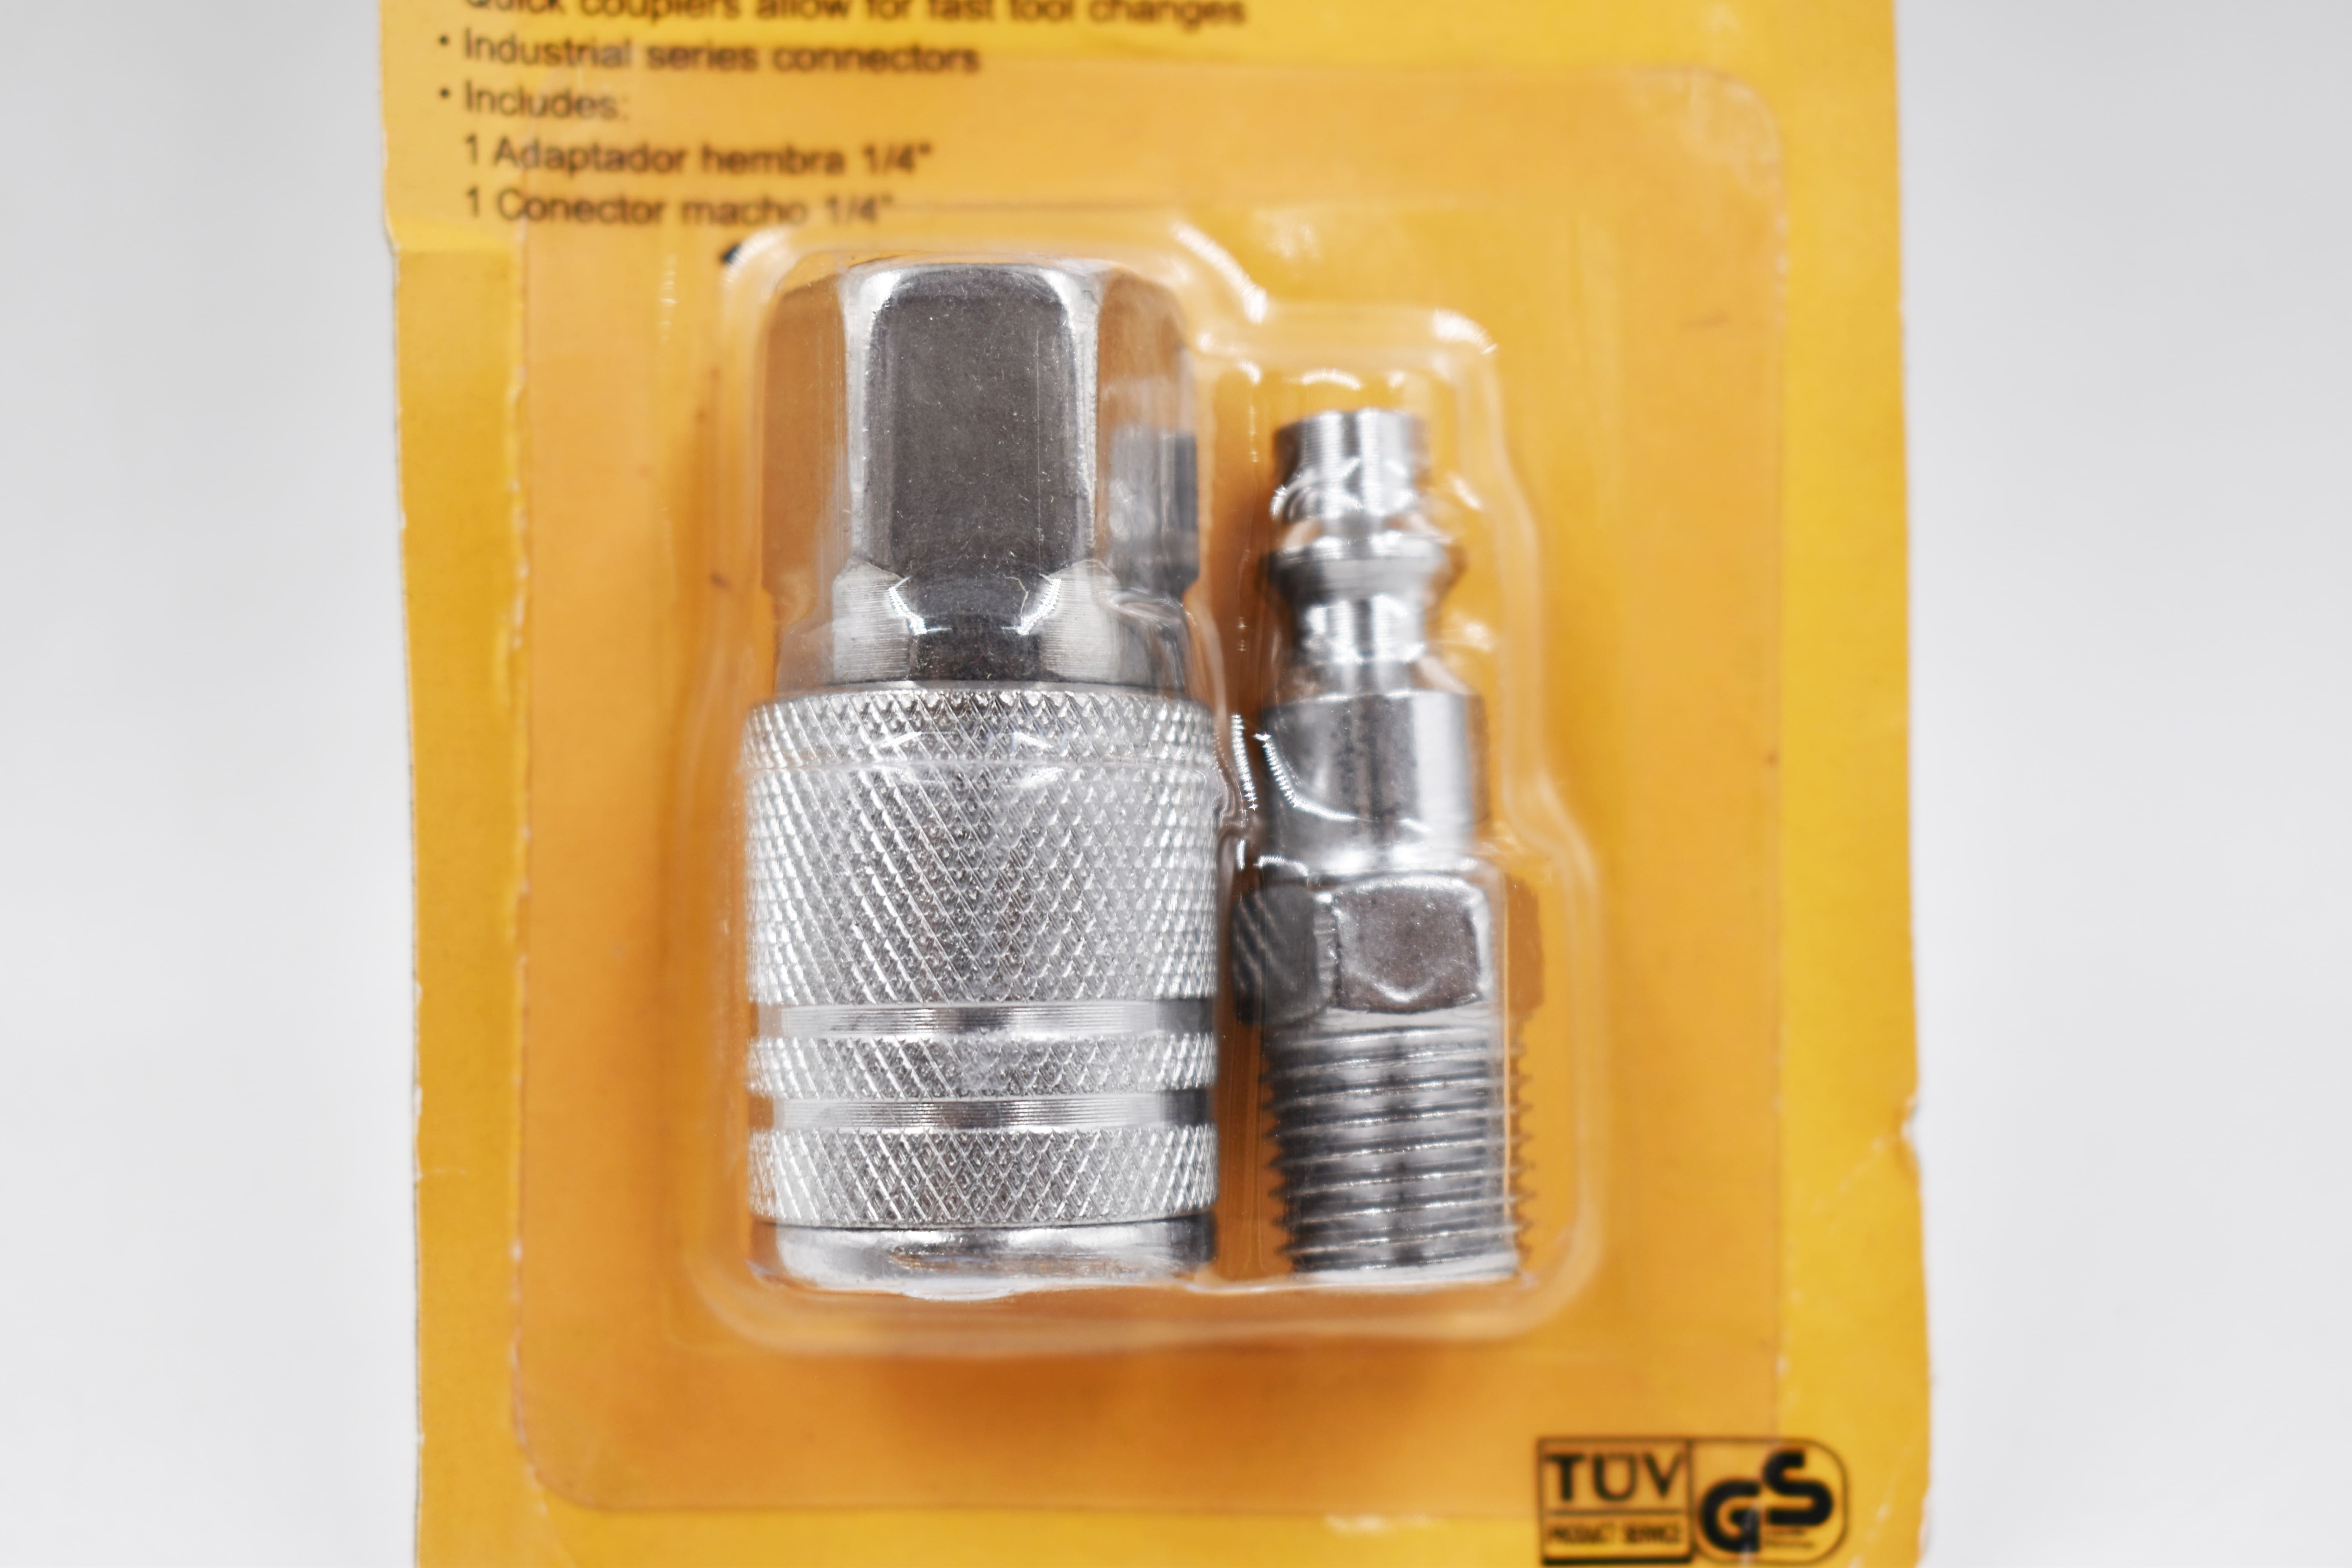 Quick couplers allow for fast tool changes
• Industrial series connectors
• Includes:
1 Adaptador hembra 1/4"
1 Conector macho 1/4"
TÜV
PRODUCT SERVICE
GS